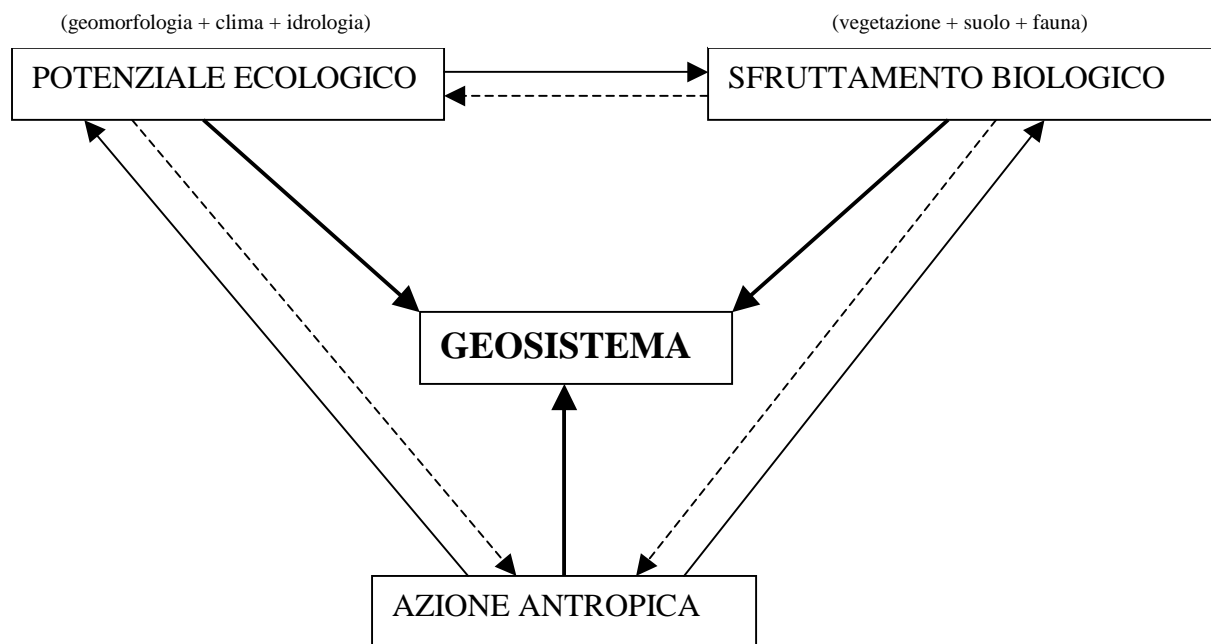 (geomorfologia + clima + idrologia)
(vegetazione + suolo + fauna)
POTENZIALE ECOLOGICO
SFRUTTAMENTO BIOLOGICO
GEOSISTEMA
AZIONE ANTROPICA